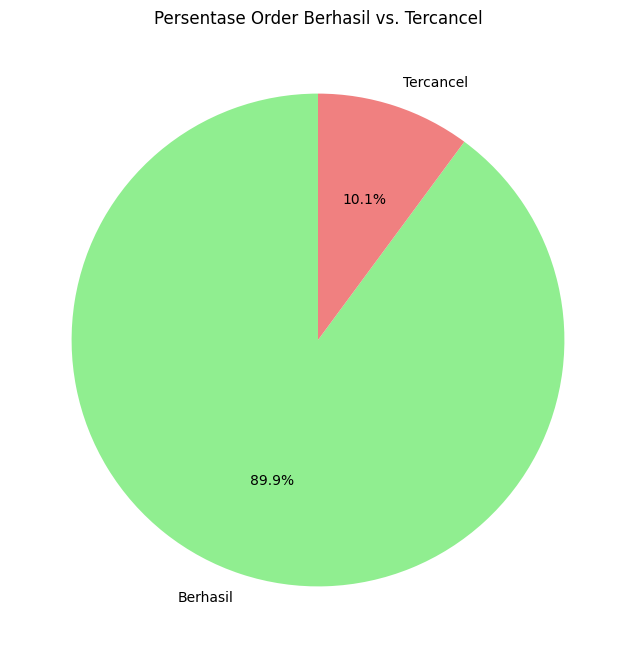 Persentase Order Berhasil vs. Tercancel
Tercancel
10.1%
89.9%
Berhasil